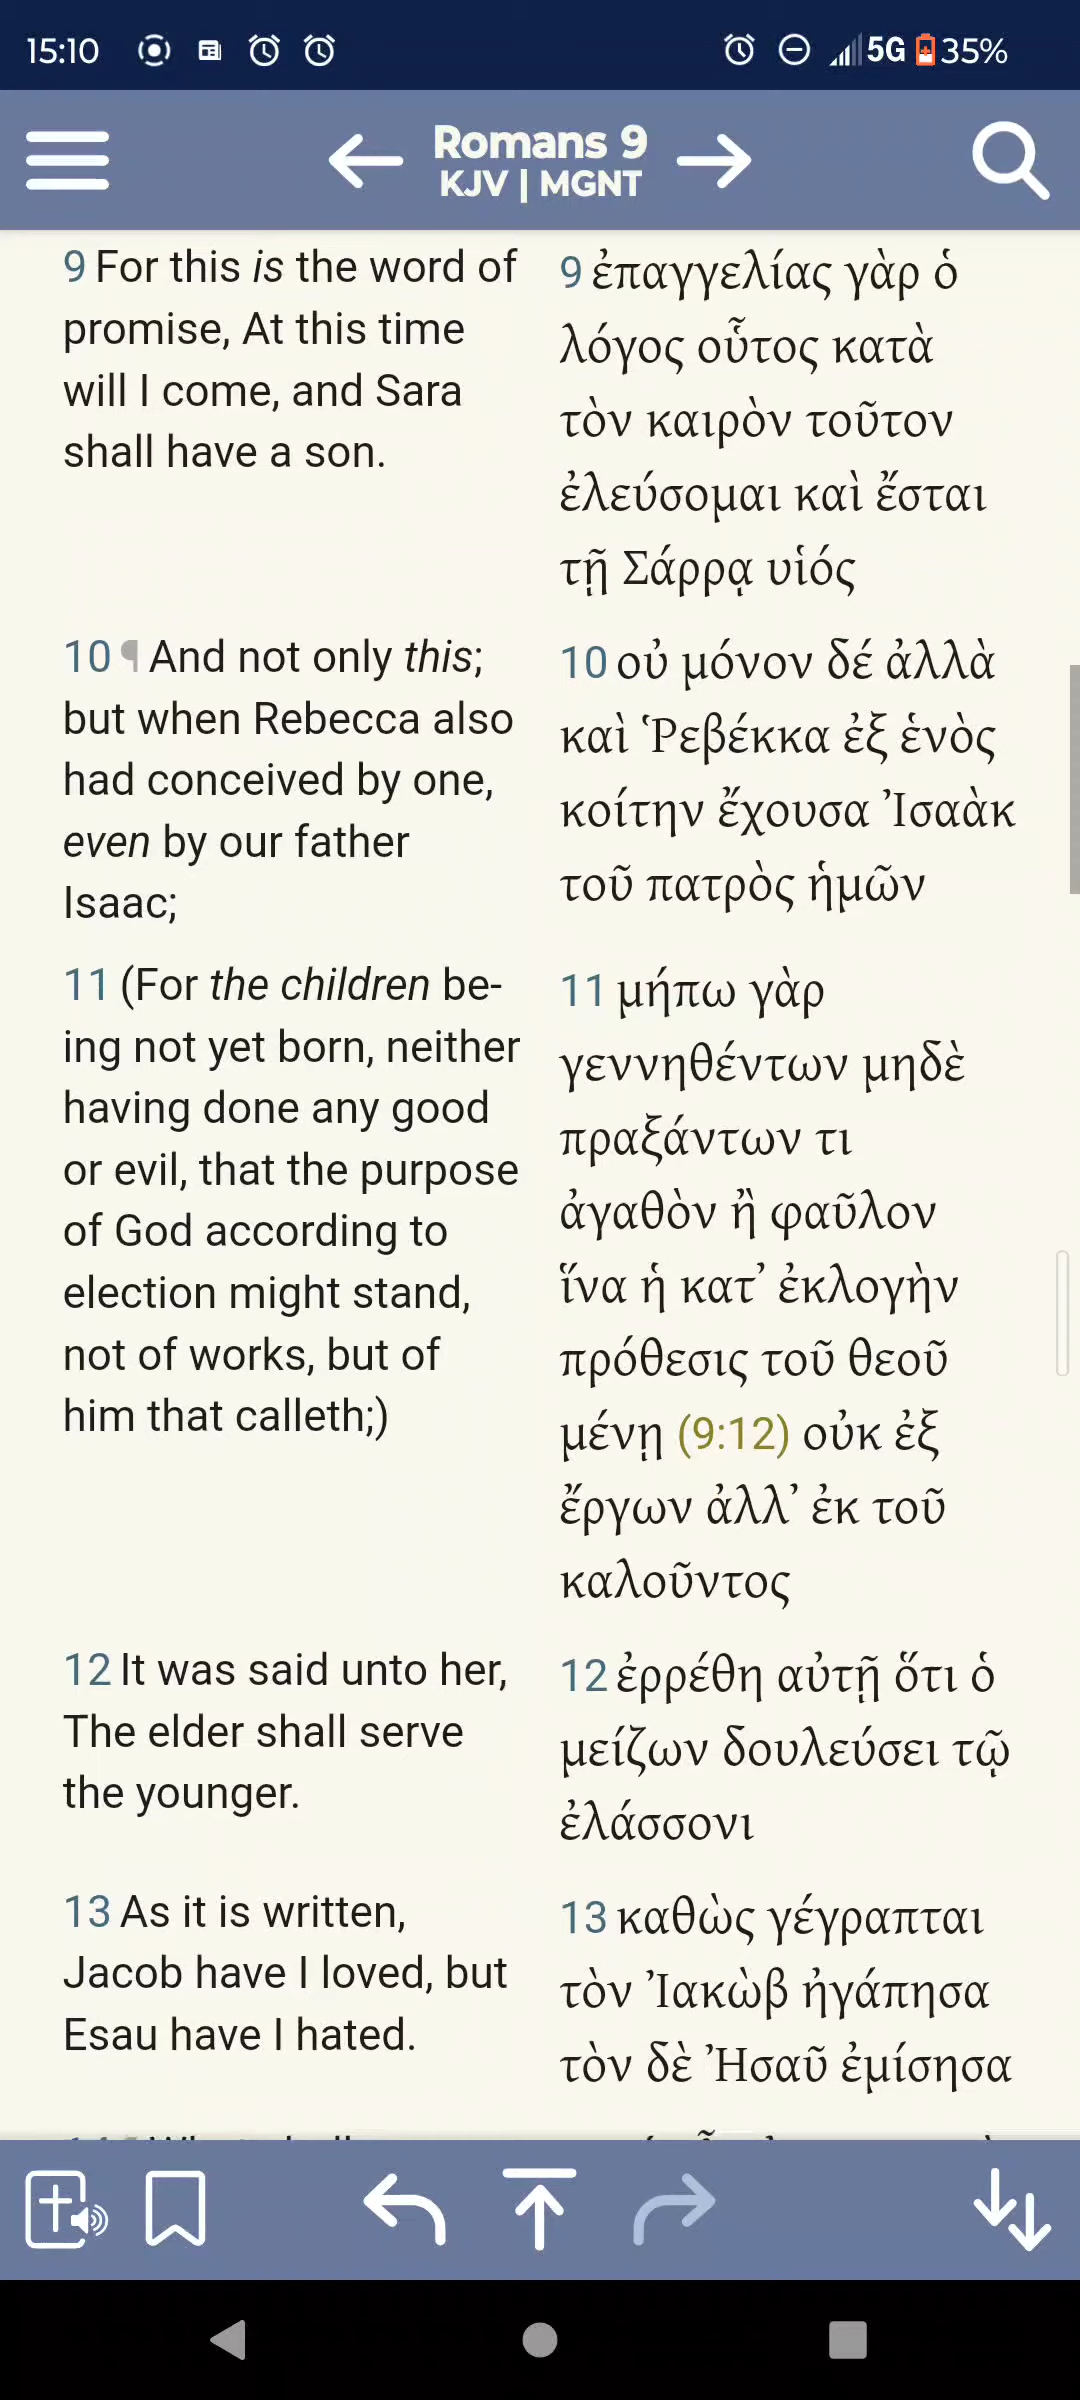 15:10
5G 35%
Romans 9
KJV | MGNT
9 For this is the word of
promise, At this time
will I come, and Sara
shall have a son.
9 ἐπαγγελίας γὰρ ὁ
λόγος οὗτος κατὰ
τὸν καιρὸν τοῦτον
ἐλεύσομαι καὶ ἔσται
τῇ Σάρρᾳ υἱός
10 ¶ And not only this;
but when Rebecca also
had conceived by one,
even by our father
Isaac;
10 οὐ μόνον δέ ἀλλὰ
καὶ Ῥεβέκκα ἐξ ἑνὸς
κοίτην ἔχουσα Ἰσαὰκ
τοῦ πατρὸς ἡμῶν
11 (For the children be-
ing not yet born, neither
having done any good
or evil, that the purpose
of God according to
election might stand,
not of works, but of
him that calleth;)
11 μήπω γὰρ
γεννηθέντων μηδὲ
πραξάντων τι
ἀγαθὸν ἢ φαῦλον
ἵνα ἡ κατ’ ἐκλογὴν
πρόθεσις τοῦ θεοῦ
μένῃ (9:12) οὐκ ἐξ
ἔργων ἀλλ’ ἐκ τοῦ
καλοῦντος
12 It was said unto her,
The elder shall serve
the younger.
12 ἐρρέθη αὐτῇ ὅτι ὁ
μείζων δουλεύσει τῷ
ἐλάσσονι
13 As it is written,
Jacob have I loved, but
Esau have I hated.
13 καθὼς γέγραπται
τὸν Ἰακὼβ ἠγάπησα
τὸν δὲ Ἠσαῦ ἐμίσησα